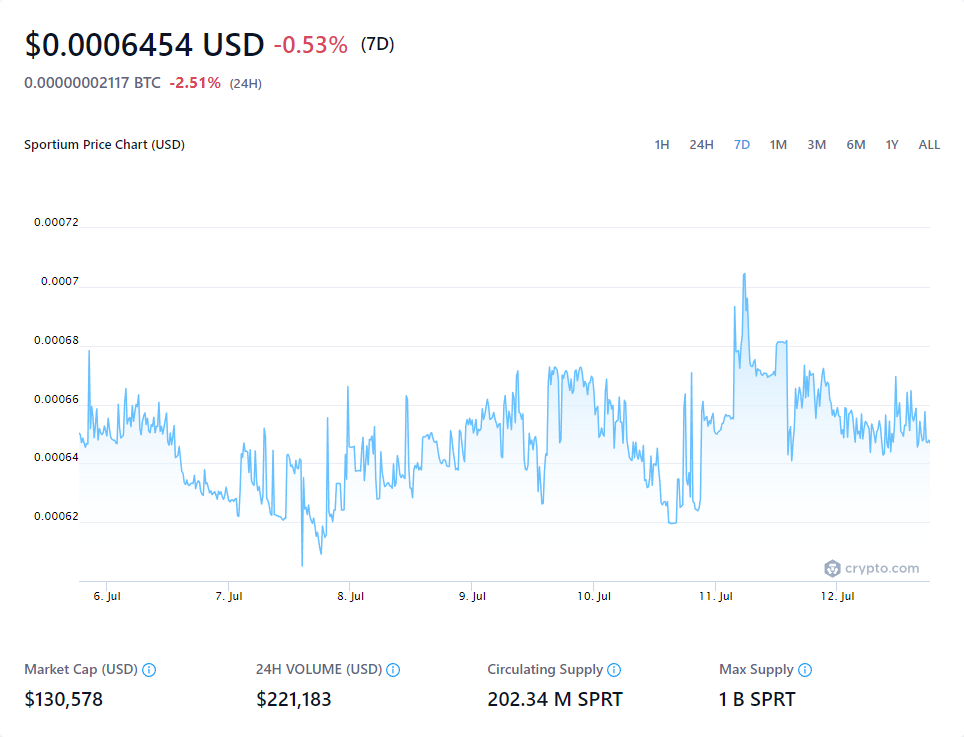 $0.0006454 USD -0.53% (7D)
0.00000002117 BTC -2.51% (24H)
Sportium Price Chart (USD) 1H 24H 7D 1M 3M 6M 1Y ALL
0.00072
0.0007
0.00068
0.00066
0.00064
0.00062
crypto.com
6. Jul 7. Jul 8. Jul 9. Jul 10. Jul 11. Jul 12. Jul
Market Cap (USD) 24H VOLUME (USD) Circulating Supply Max Supply
$130,578 $221,183 202.34 M SPRT 1 B SPRT